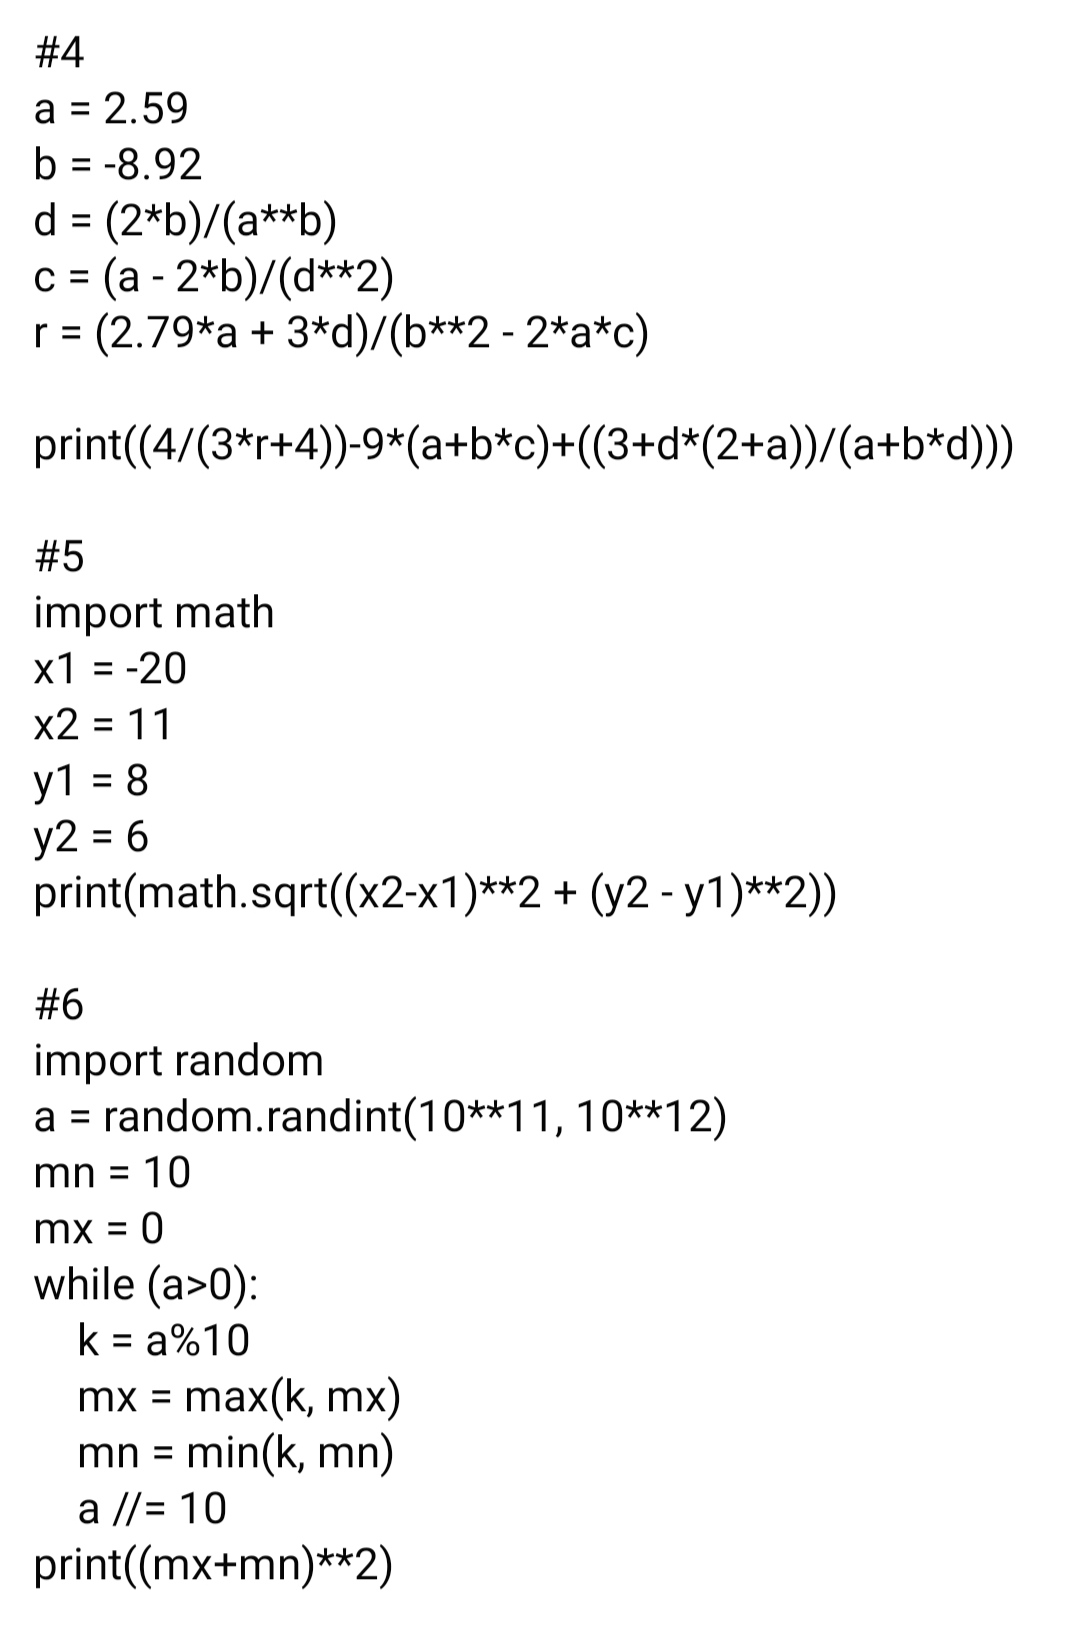 #4
a = 2.59
b = -8.92
d = (2*b)/(a**b)
c = (a - 2*b)/(d**2)
r = (2.79*a + 3*d)/(b**2 - 2*a*c)
print((4/(3*r+4))-9*(a+b*c)+((3+d*(2+a))/(a+b*d)))
#5
import math
x1 = -20
x2 = 11
y1 = 8
y2 = 6
print(math.sqrt((x2-x1)**2 + (y2 - y1)**2))
#6
import random
a = random.randint(10**11, 10**12)
mn = 10
mx = 0
while (a>0):
    k = a%10
    mx = max(k, mx)
    mn = min(k, mn)
    a //= 10
print((mx+mn)**2)